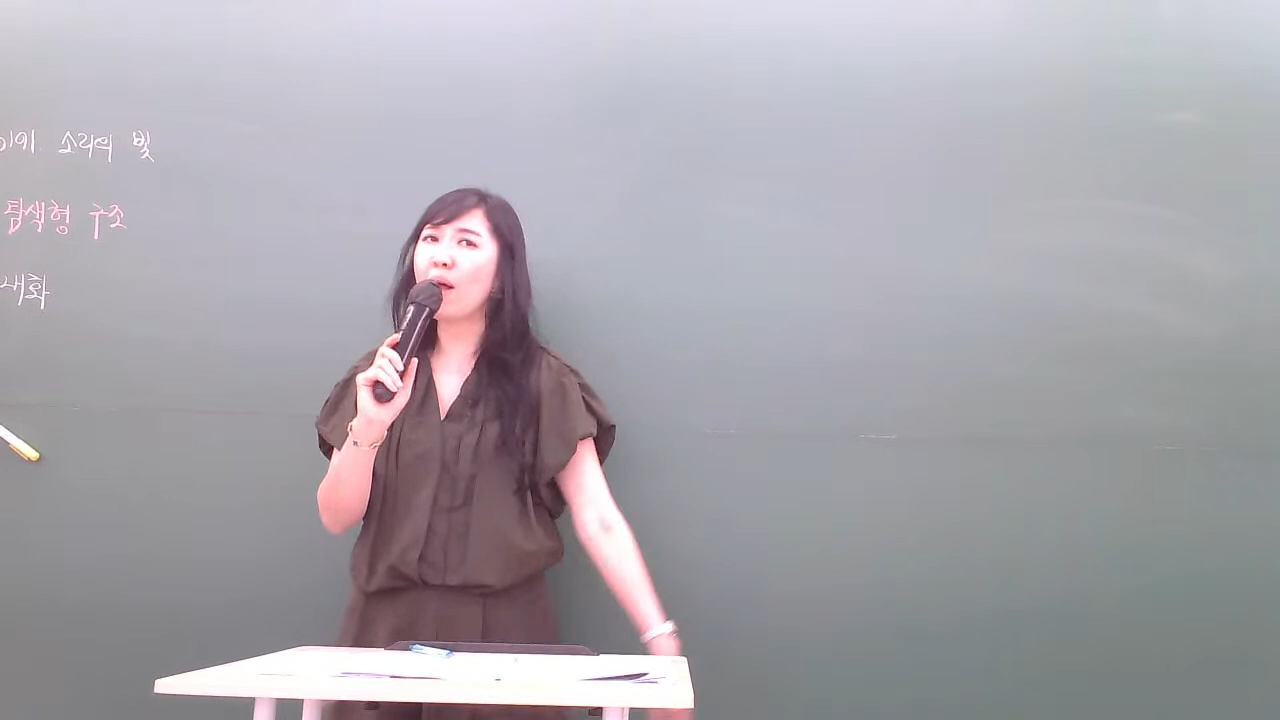 소리의 빛
탐색형 구조
내화